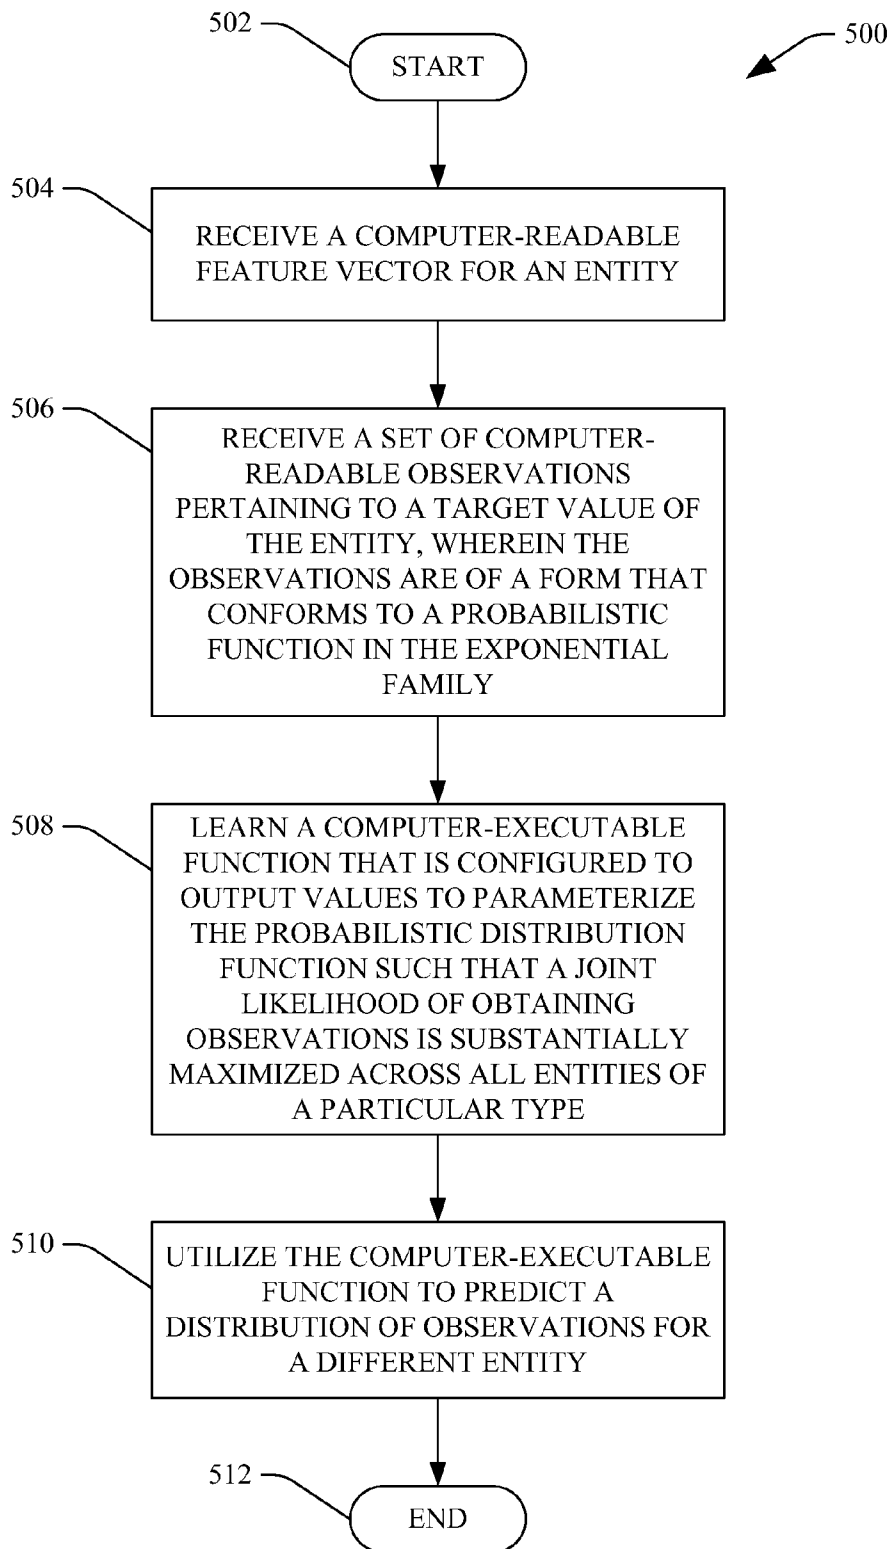 502
START
500
504
RECEIVE A COMPUTER-READABLE
FEATURE VECTOR FOR AN ENTITY
506
RECEIVE A SET OF COMPUTER-
READABLE OBSERVATIONS
PERTAINING TO A TARGET VALUE OF
THE ENTITY, WHEREIN THE
OBSERVATIONS ARE OF A FORM THAT
CONFORMS TO A PROBABILISTIC
FUNCTION IN THE EXPONENTIAL
FAMILY
508
LEARN A COMPUTER-EXECUTABLE
FUNCTION THAT IS CONFIGURED TO
OUTPUT VALUES TO PARAMETERIZE
THE PROBABILISTIC DISTRIBUTION
FUNCTION SUCH THAT A JOINT
LIKELIHOOD OF OBTAINING
OBSERVATIONS IS SUBSTANTIALLY
MAXIMIZED ACROSS ALL ENTITIES OF
A PARTICULAR TYPE
510
UTILIZE THE COMPUTER-EXECUTABLE
FUNCTION TO PREDICT A
DISTRIBUTION OF OBSERVATIONS FOR
A DIFFERENT ENTITY
512
END